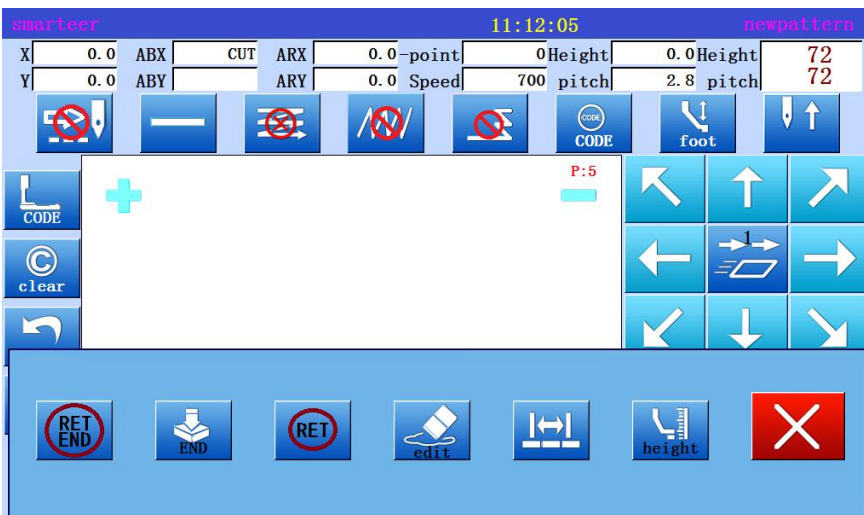 smarteer 11:12:05 newpattern
X 0.0 ABX CUT ARX 0.0 -point 0 Height 0.0 Height 72
Y 0.0 ABY ARY 0.0 Speed 700 pitch 2.8 pitch 72
CODE CODE foot
P:5
CODE
1
C
clear
RET END
END
RET
edit
height